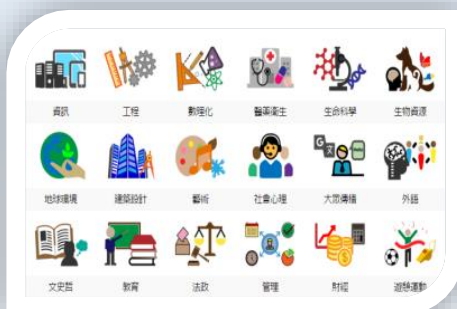 資訊 工程 數理化 醫藥衛生 生命科學 生物資源
地球環境 建築設計 藝術 社會心理 大眾傳播 外語
文史哲 教育 法政 管理 財經 遊憩運動